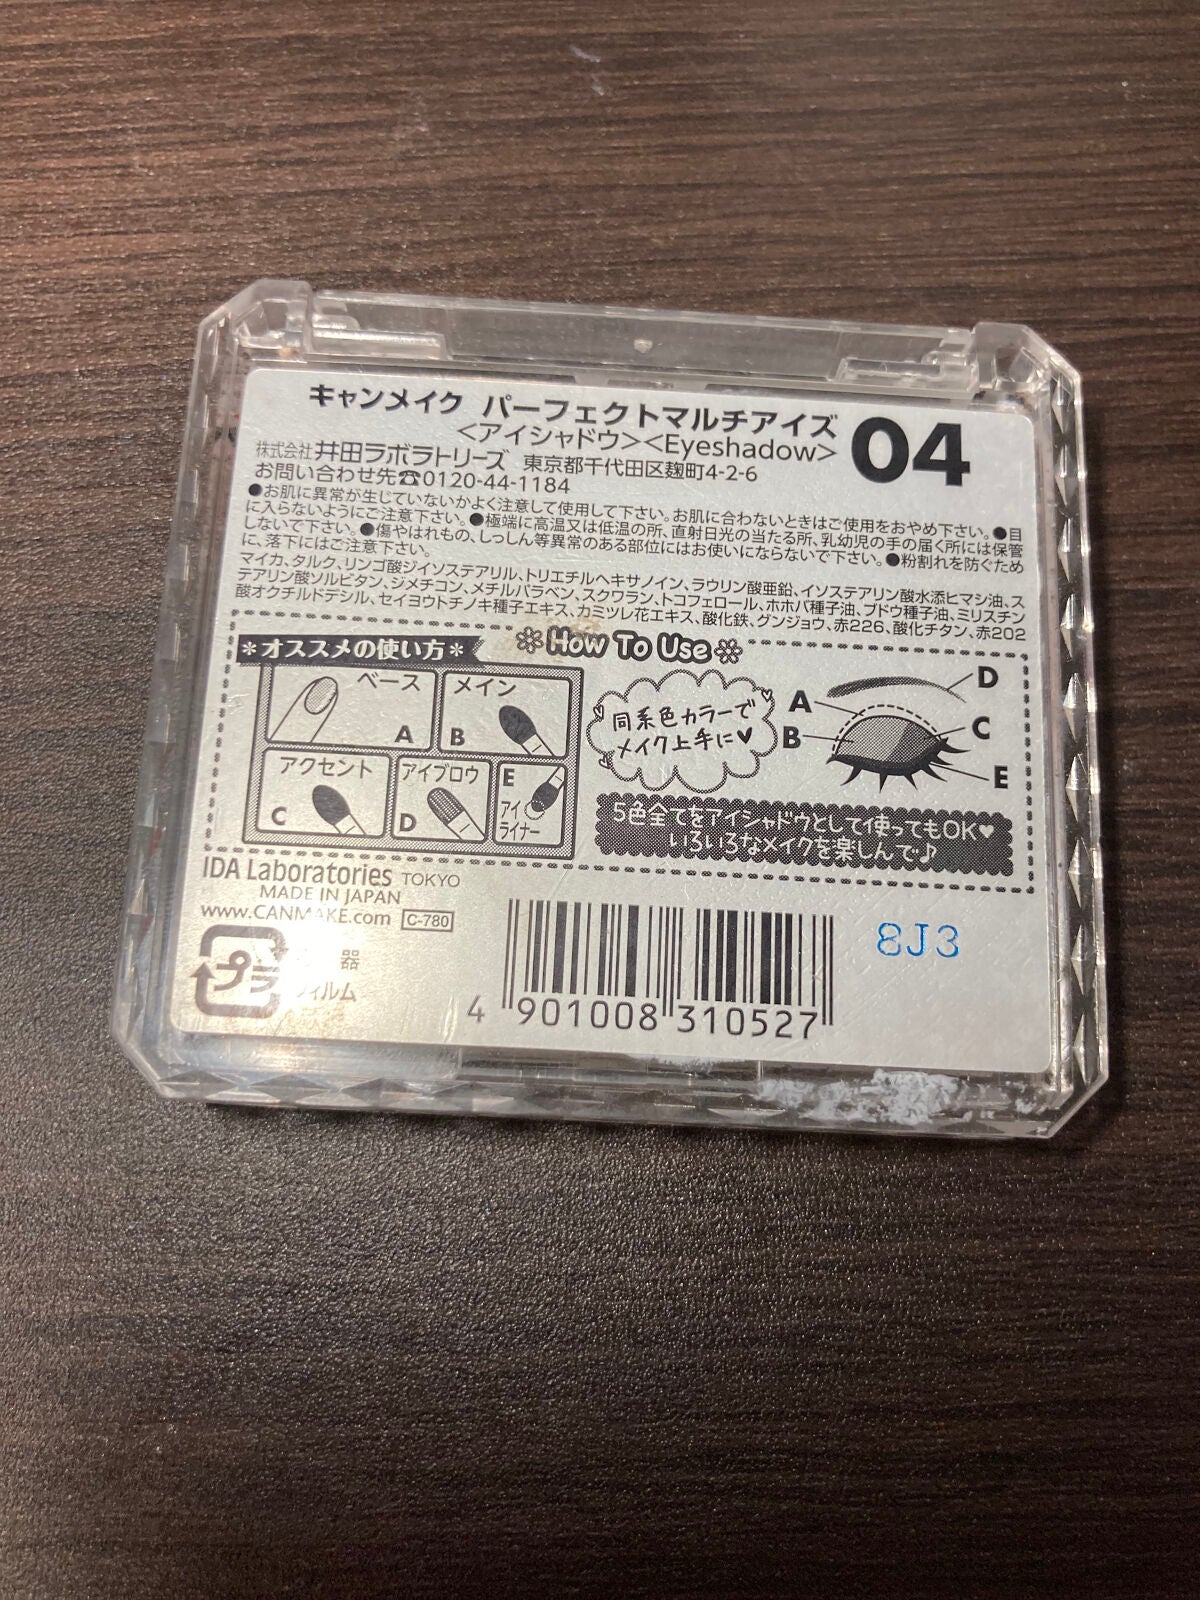 キャンメイク パーフェクトマルチアイズ
<アイシャドウ><Eyeshadow>
04
株式会社 井田ラボラトリーズ 東京都千代田区麹町4-2-6
お問い合わせ先☎0120-44-1184
●お肌に異常が生じていないかよく注意して使用して下さい。お肌に合わないときはご使用をおやめ下さい。●目
に入らないようにご注意下さい。●極端に高温又は低温の所、直射日光の当たる所、乳幼児の手の届く所には保管
しないで下さい。●傷やはれもの、しっしん等異常のある部位にはお使いにならないで下さい。●粉割れを防ぐため
に、落下にはご注意下さい。
マイカ、タルク、リンゴ酸ジイソステアリル、トリエチルヘキサノイン、ラウリン酸亜鉛、イソステアリン酸水添ヒマシ油、ス
テアリン酸ソルビタン、ジメチコン、メチルパラベン、スクワラン、トコフェロール、ホホバ種子油、ブドウ種子油、ミリスチン
酸オクチルドデシル、セイヨウトチノキ種子エキス、カミツレ花エキス、酸化鉄、グンジョウ、赤226、酸化チタン、赤202
*オススメの使い方*
How To Use
ベース
A
メイン
B
アクセント
C
アイブロウ
D
E
アイ
ライナー
同系色カラーで
メイク上手に♥
A
B
D
C
E
5色全てをアイシャドウとして使ってもOK♥
いろいろなメイクを楽しんで♪
IDA Laboratories TOKYO
MADE IN JAPAN
www.CANMAKE.com C-780
プラ
器
フィルム
8J3
4 901008 310527